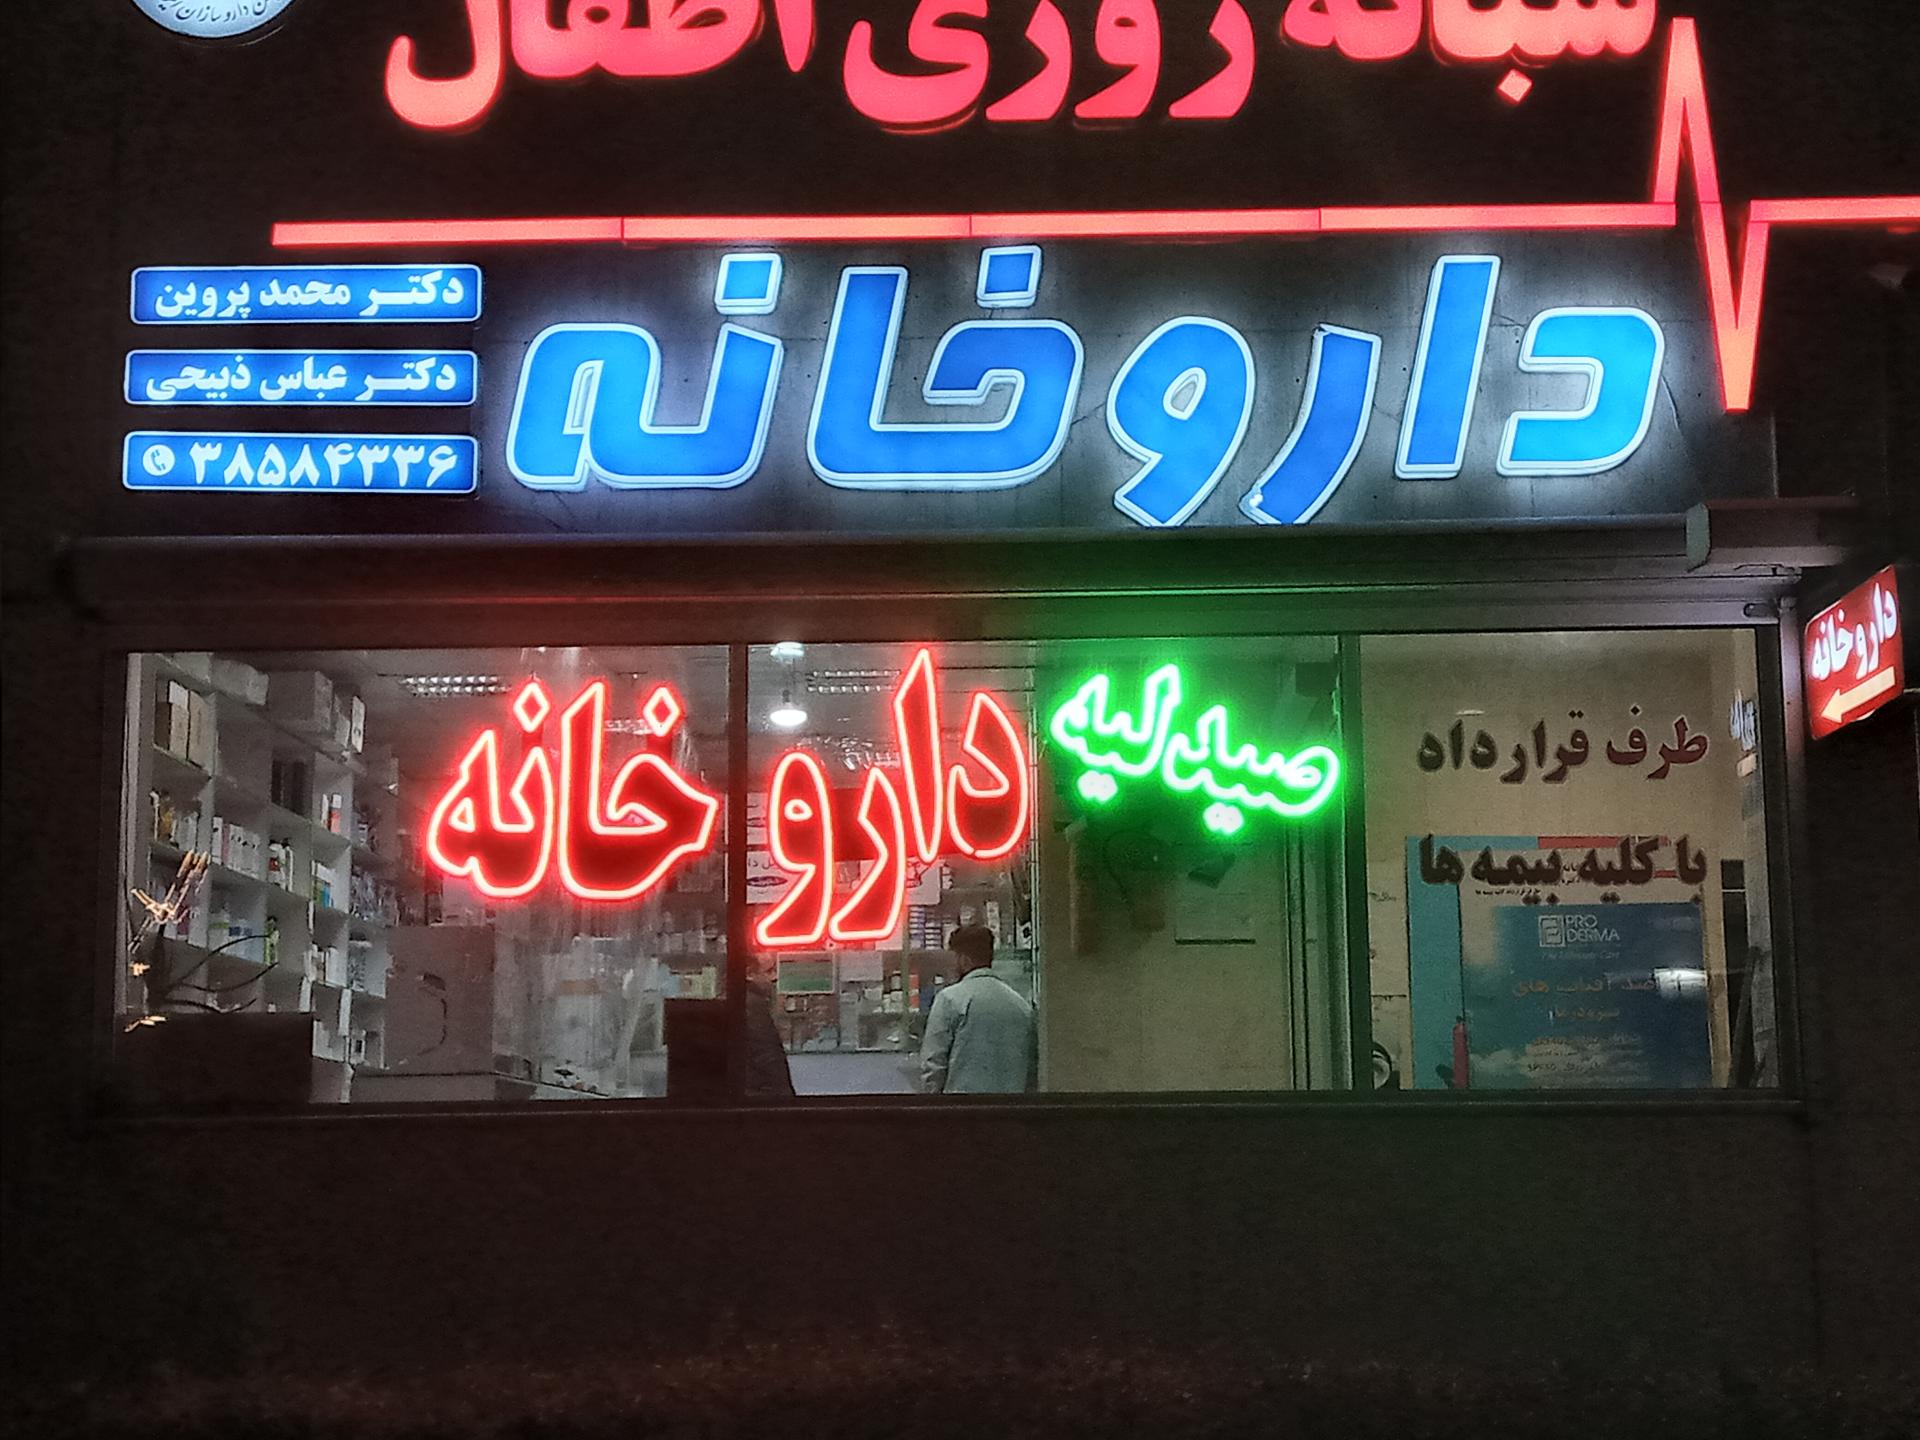 شبانه روزی اطفال
داروخانه
دکتر محمد پروین
دکتر عباس ذبیحی
۳۸۵۸۴۳۳۶
داروخانه
صیدلیه
داروخانه
طرف قرارداد
با کلیه بیمه ها
PRO
DERMA